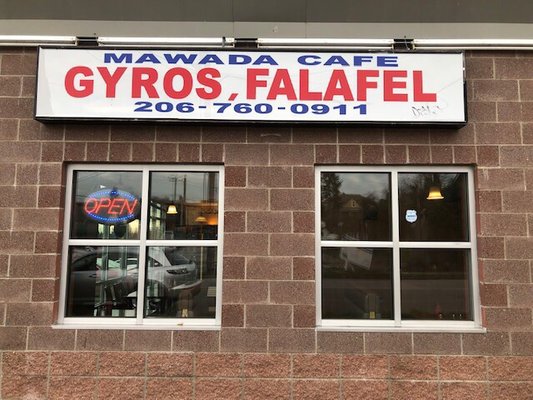 MAWADA CAFE
GYROS, FALAFEL
206-760-0911
OPEN